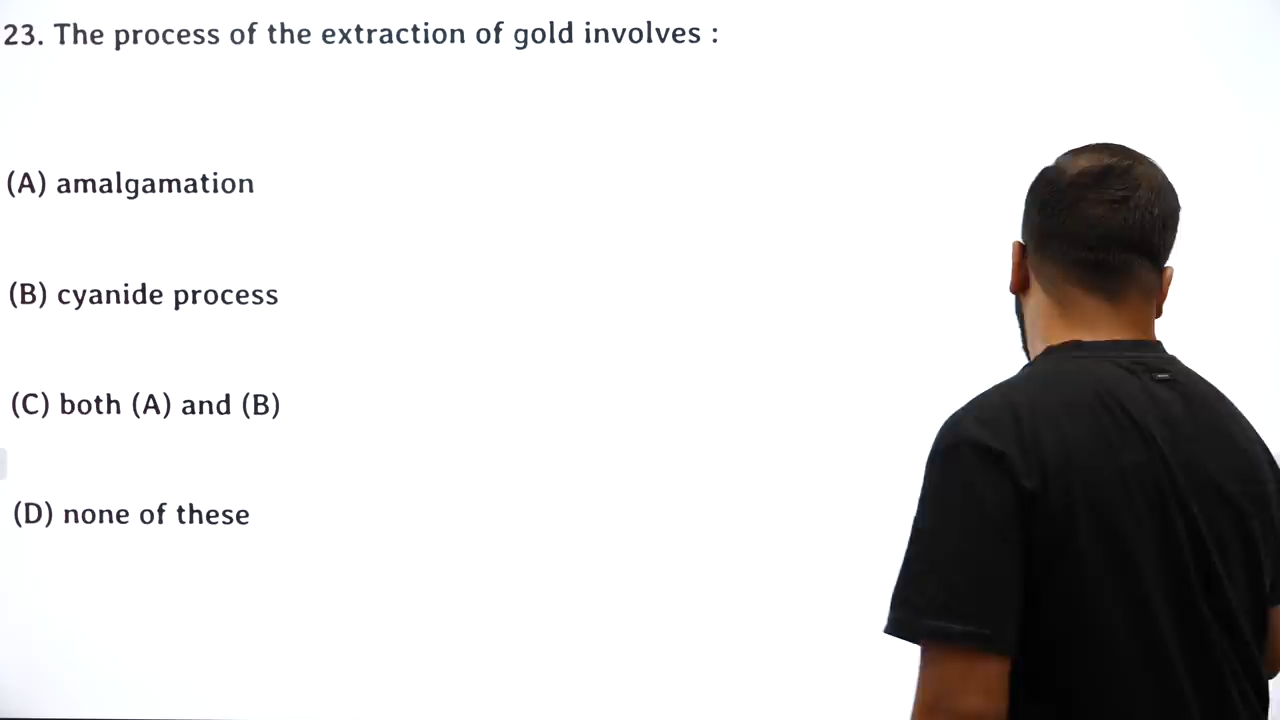 23. The process of the extraction of gold involves :
(A) amalgamation
(B) cyanide process
(C) both (A) and (B)
(D) none of these